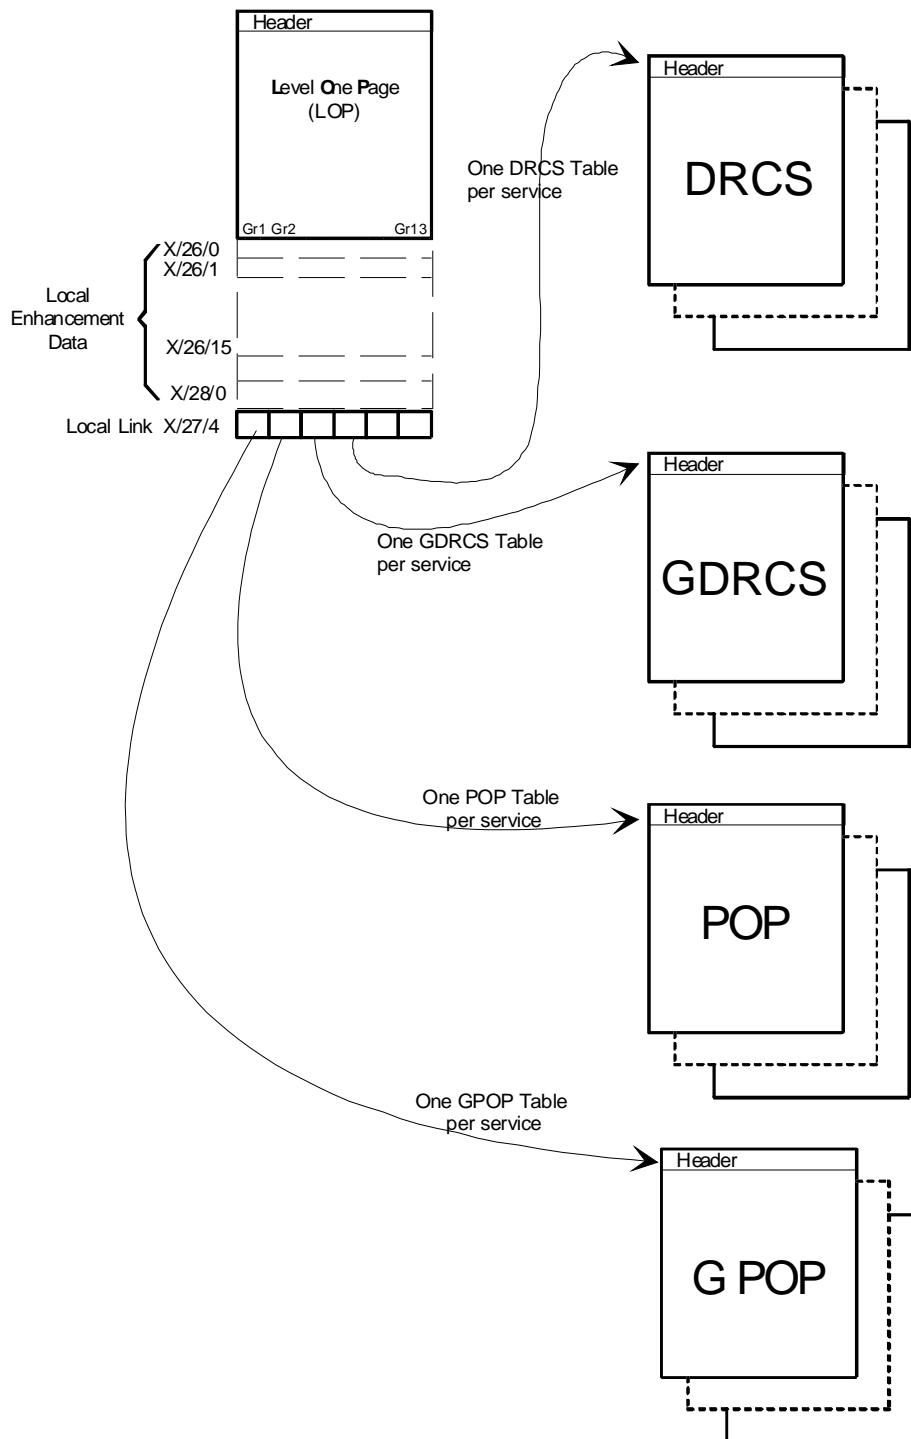 Header
Level One Page
(LOP)
Gr1 Gr2 Gr13
X/26/0
X/26/1
Local
Enhancement
Data
X/26/15
X/28/0
Local Link X/27/4
One DRCS Table
per service
Header
DRCS
One GDRCS Table
per service
Header
GDRCS
One POP Table
per service
Header
POP
One GPOP Table
per service
Header
G POP